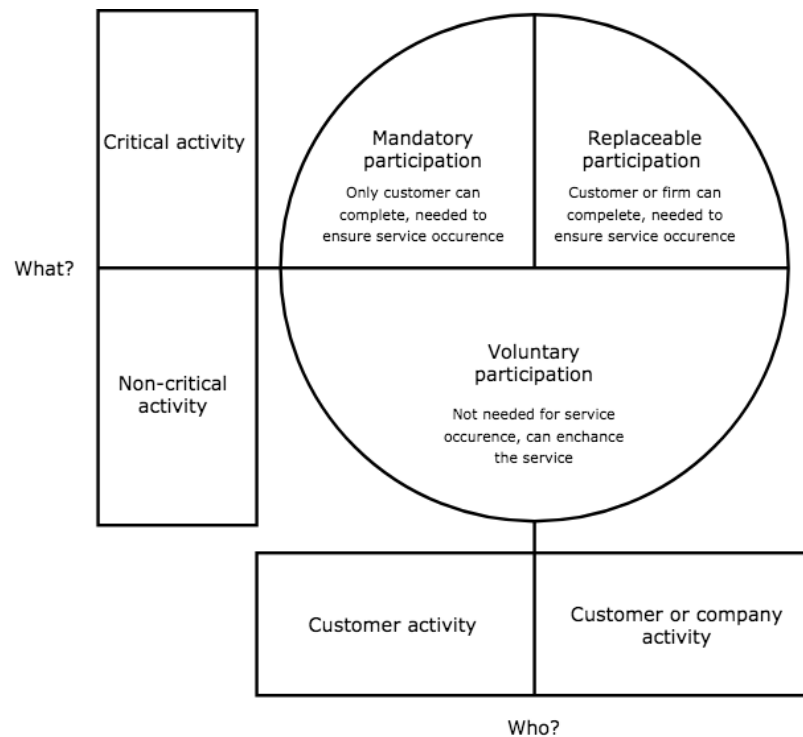 Critical activity
Mandatory
participation
Only customer can
complete, needed to
ensure service occurence
Replaceable
participation
Customer or firm can
compelete, needed to
ensure service occurence
What?
Non-critical
activity
Voluntary
participation
Not needed for service
occurence, can enchance
the service
Customer activity
Customer or company
activity
Who?